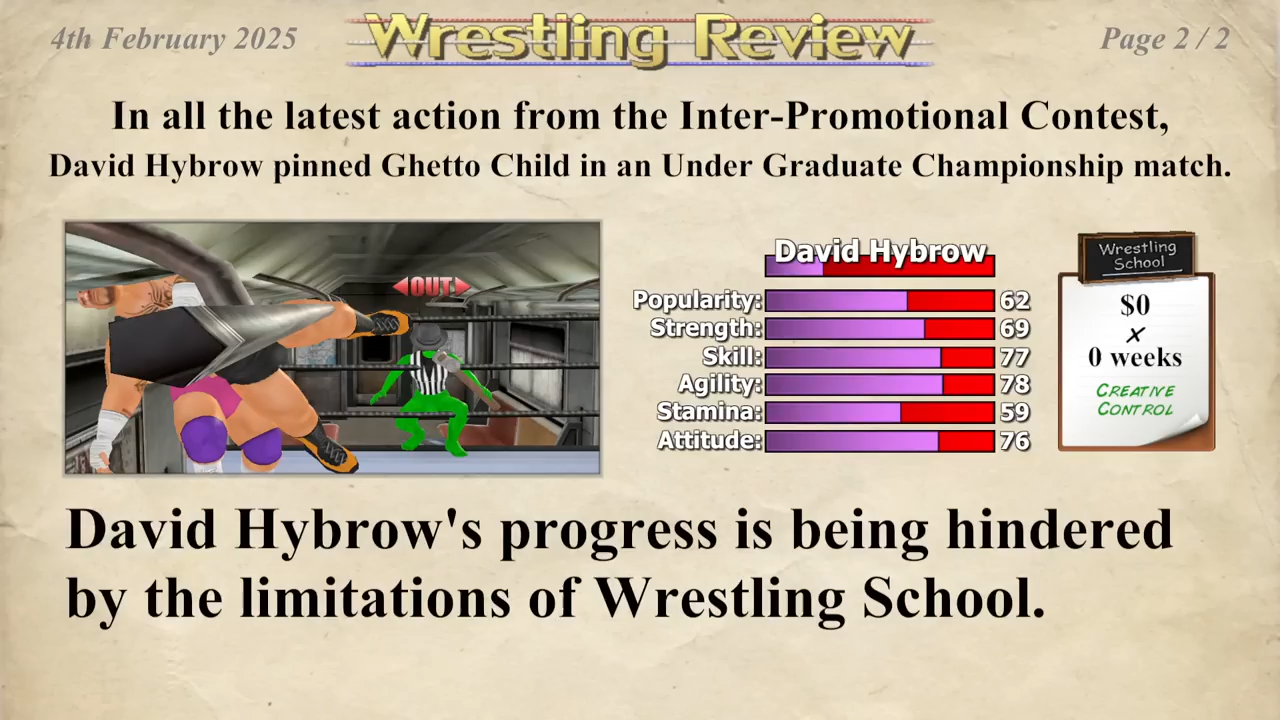 4th February 2025
Wrestling Review
Page 2 / 2
In all the latest action from the Inter-Promotional Contest,
David Hybrow pinned Ghetto Child in an Under Graduate Championship match.
OUT
David Hybrow
Popularity: 62
Strength: 69
Skill: 77
Agility: 78
Stamina: 59
Attitude: 76
Wrestling
School
$0
x
0 weeks
CREATIVE
CONTROL
David Hybrow's progress is being hindered
by the limitations of Wrestling School.